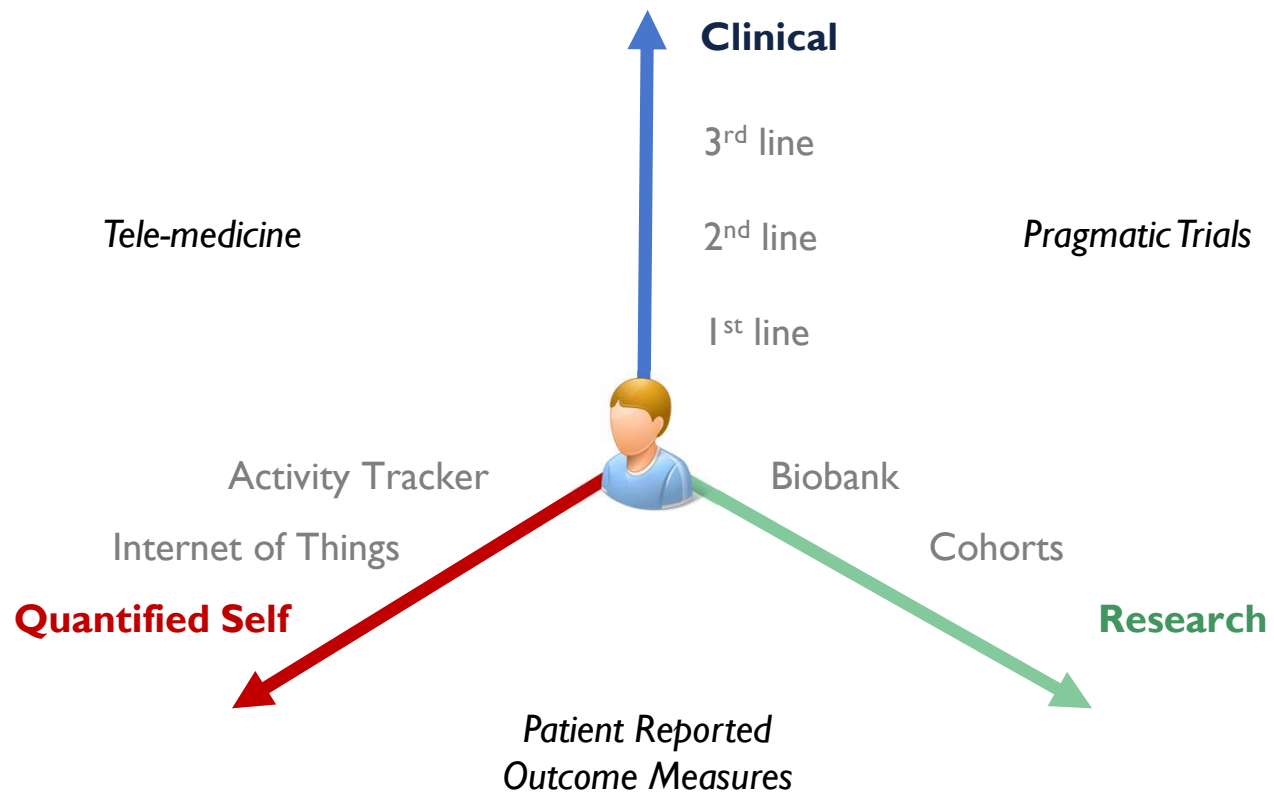 Clinical
3rd line
Tele-medicine
2nd line
Pragmatic Trials
1st line
Activity Tracker
Biobank
Internet of Things
Cohorts
Quantified Self
Research
Patient Reported
Outcome Measures